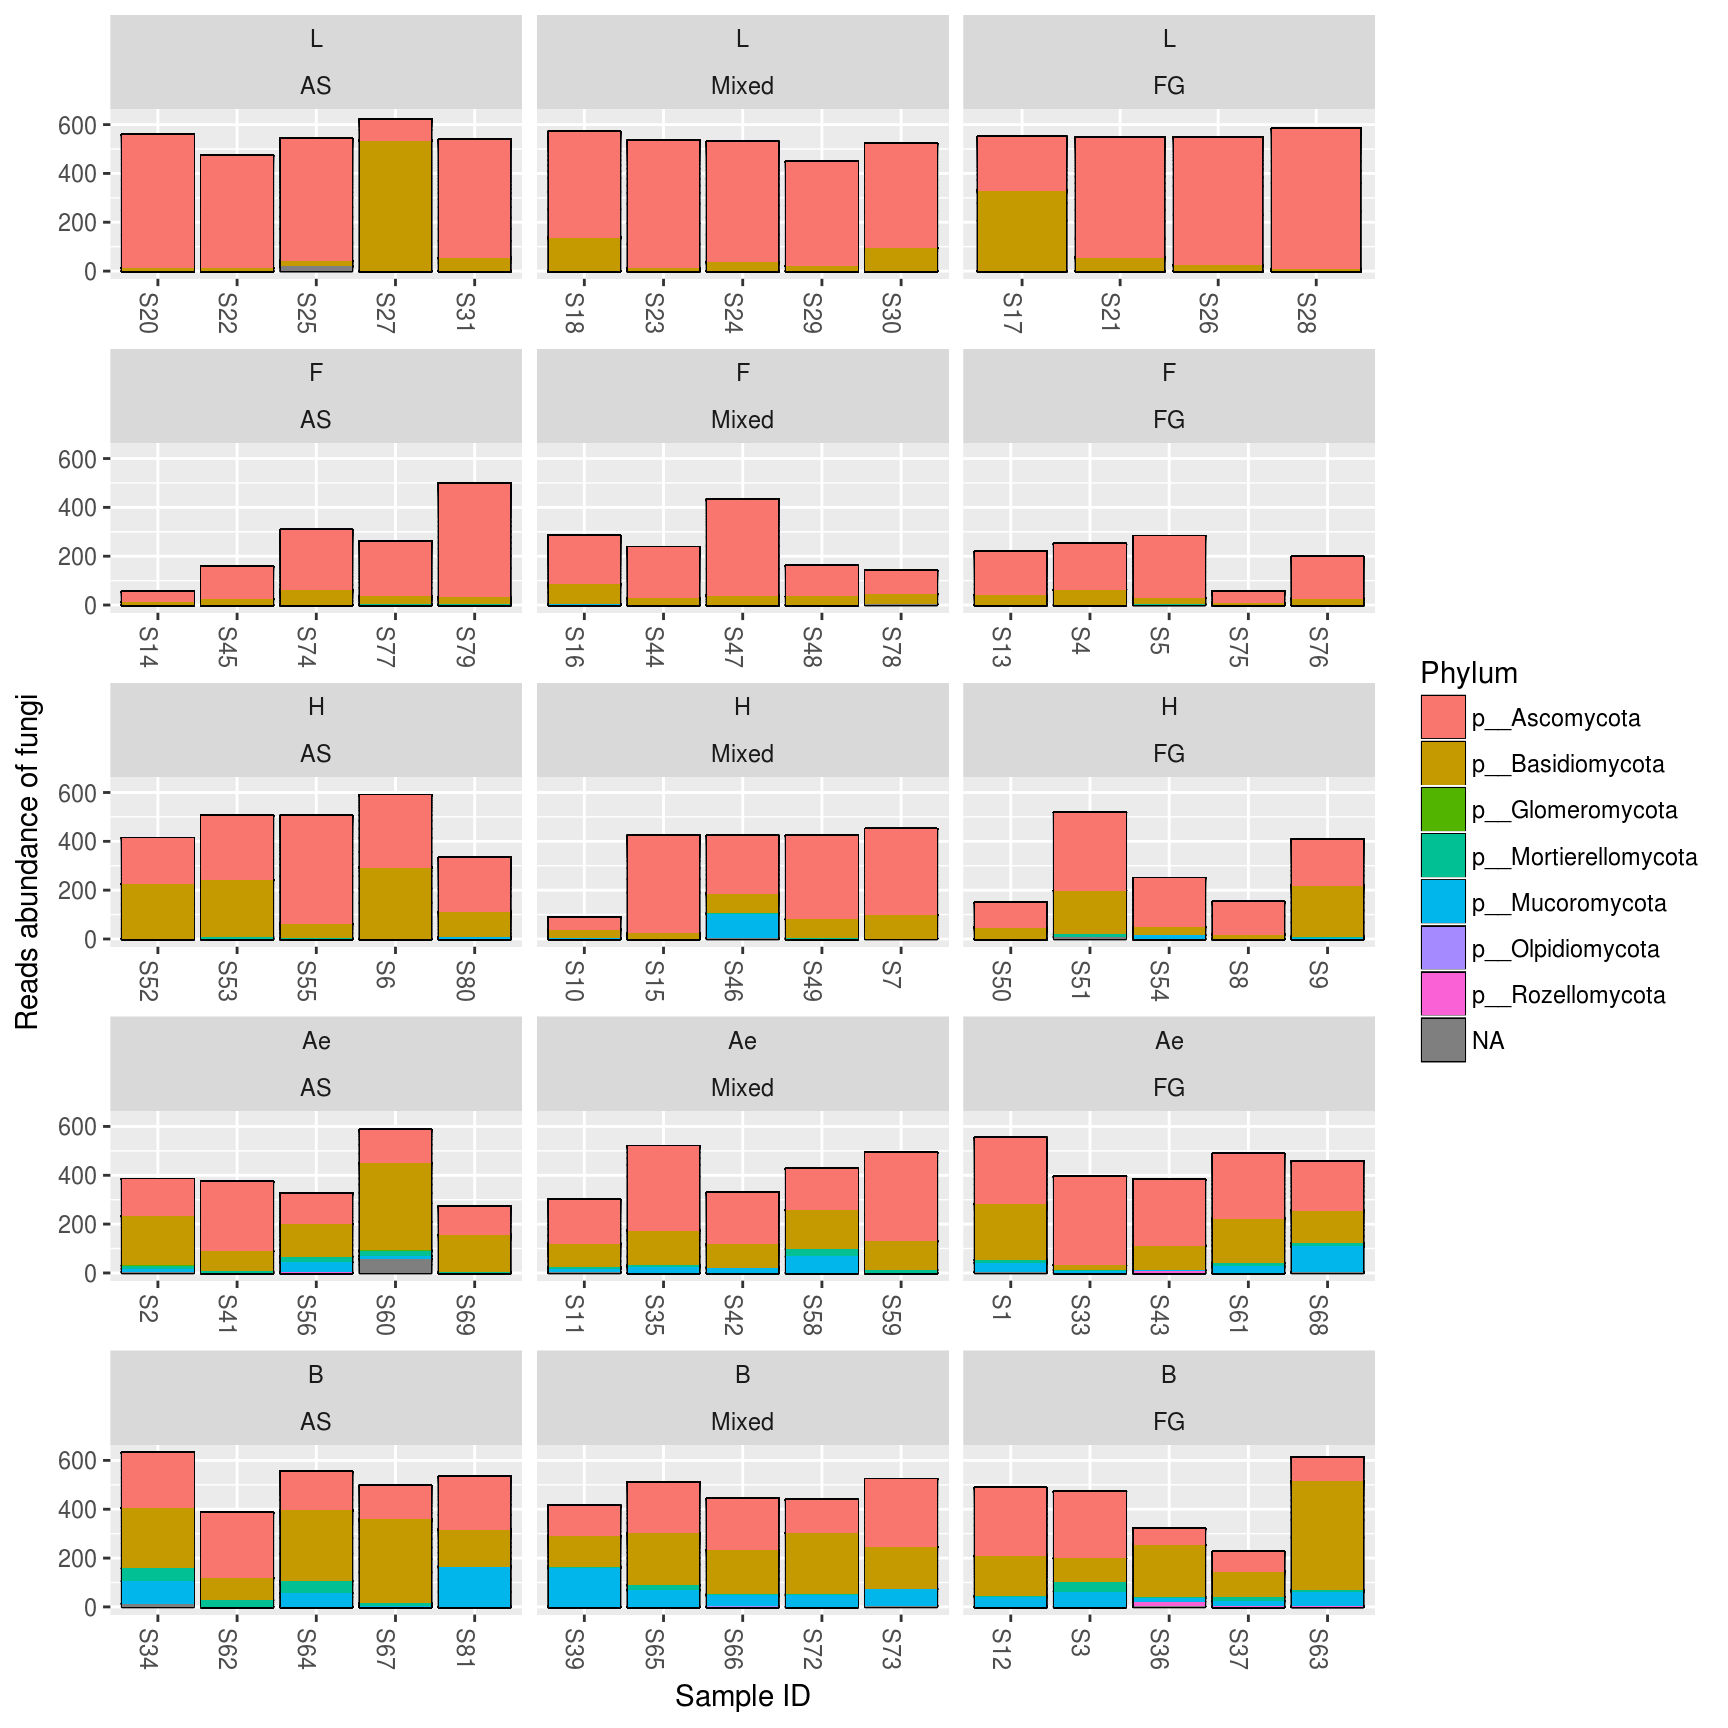 L
L
L
AS
Mixed
FG
600
400
200
0
S20 S22 S25 S27 S31
S18 S23 S24 S29 S30
S17 S21 S26 S28
F
F
F
AS
Mixed
FG
600
400
200
0
S14 S45 S74 S77 S79
S16 S44 S47 S48 S78
S13 S4 S5 S75 S76
H
H
H
AS
Mixed
FG
600
400
200
0
S52 S53 S55 S6 S80
S10 S15 S46 S49 S7
S50 S51 S54 S8 S9
Ae
Ae
Ae
AS
Mixed
FG
600
400
200
0
S2 S41 S56 S60 S69
S11 S35 S42 S58 S59
S1 S33 S43 S61 S68
B
B
B
AS
Mixed
FG
600
400
200
0
S34 S62 S64 S67 S81
S39 S65 S66 S72 S73
S12 S3 S36 S37 S63
Sample ID
Reads abundance of fungi
Phylum
p__Ascomycota
p__Basidiomycota
p__Glomeromycota
p__Mortierellomycota
p__Mucoromycota
p__Olpidiomycota
p__Rozellomycota
NA